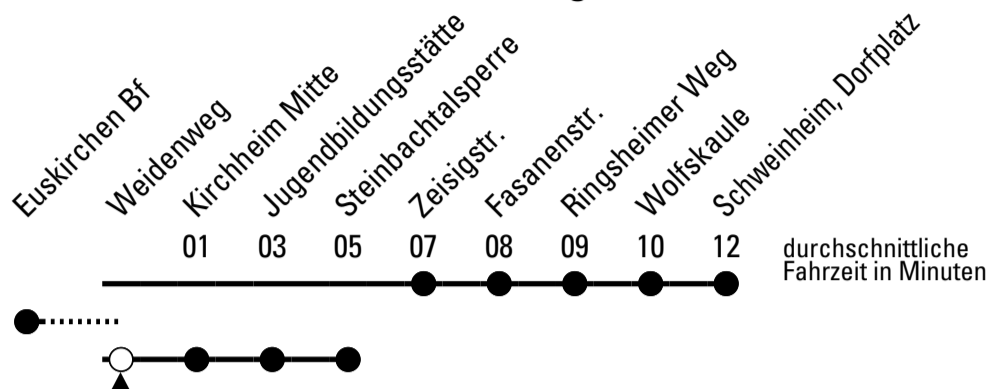 Euskirchen Bf
Weidenweg
Kirchheim Mitte
Jugendbildungsstätte
Steinbachtalsperre
Zeisigstr.
Fasanenstr.
Ringsheimer Weg
Wolfskaule
Schweinheim, Dorfplatz
01 03 05 07 08 09 10 12
durchschnittliche
Fahrzeit in Minuten